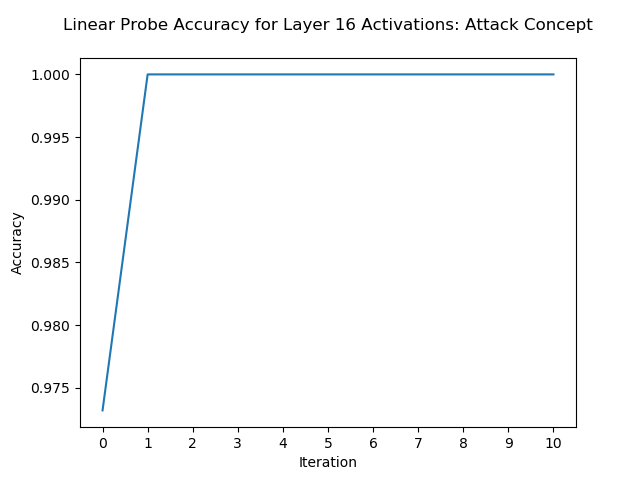 Linear Probe Accuracy for Layer 16 Activations: Attack Concept
1.000
0.995
0.990
0.985
0.980
0.975
Accuracy
0 1 2 3 4 5 6 7 8 9 10
Iteration